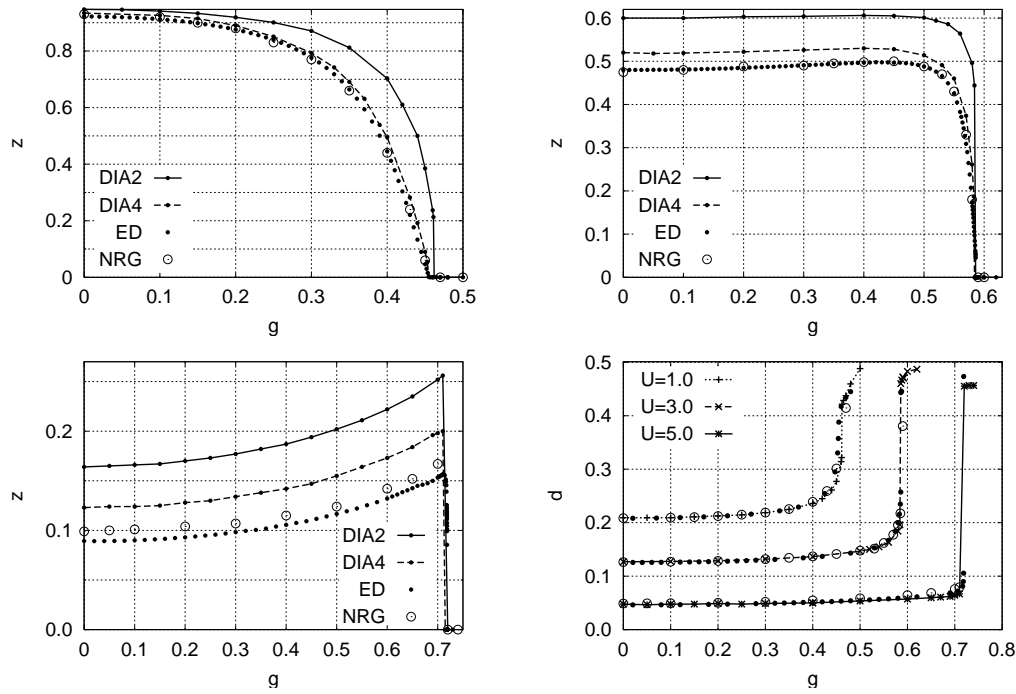 z
0.8
0.6
0.4
0.2
0
DIA2
DIA4
ED
NRG
0 0.1 0.2 0.3 0.4 0.5
g
z
0.6
0.5
0.4
0.3
0.2
0.1
0
DIA2
DIA4
ED
NRG
0 0.1 0.2 0.3 0.4 0.5 0.6
g
z
0.2
0.1
0.0
DIA2
DIA4
ED
NRG
0 0.1 0.2 0.3 0.4 0.5 0.6 0.7
g
d
0.5
0.4
0.3
0.2
0.1
0.0
U=1.0
U=3.0
U=5.0
0 0.1 0.2 0.3 0.4 0.5 0.6 0.7 0.8
g